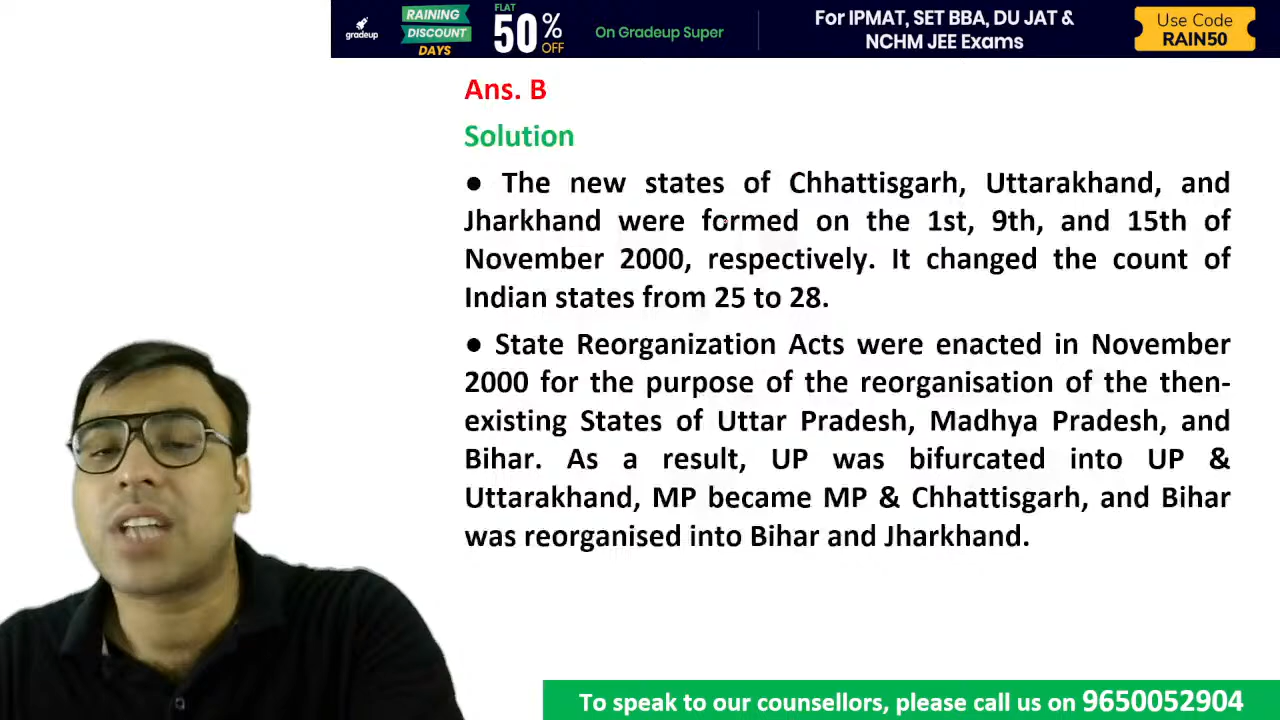 gradeup
RAINING
DISCOUNT
DAYS
FLAT
50%
OFF
On Gradeup Super
For IPMAT, SET BBA, DU JAT &
NCHM JEE Exams
Use Code
RAIN50
Ans. B
Solution
● The new states of Chhattisgarh, Uttarakhand, and
Jharkhand were formed on the 1st, 9th, and 15th of
November 2000, respectively. It changed the count of
Indian states from 25 to 28.
● State Reorganization Acts were enacted in November
2000 for the purpose of the reorganisation of the then-
existing States of Uttar Pradesh, Madhya Pradesh, and
Bihar. As a result, UP was bifurcated into UP &
Uttarakhand, MP became MP & Chhattisgarh, and Bihar
was reorganised into Bihar and Jharkhand.
To speak to our counsellors, please call us on 9650052904